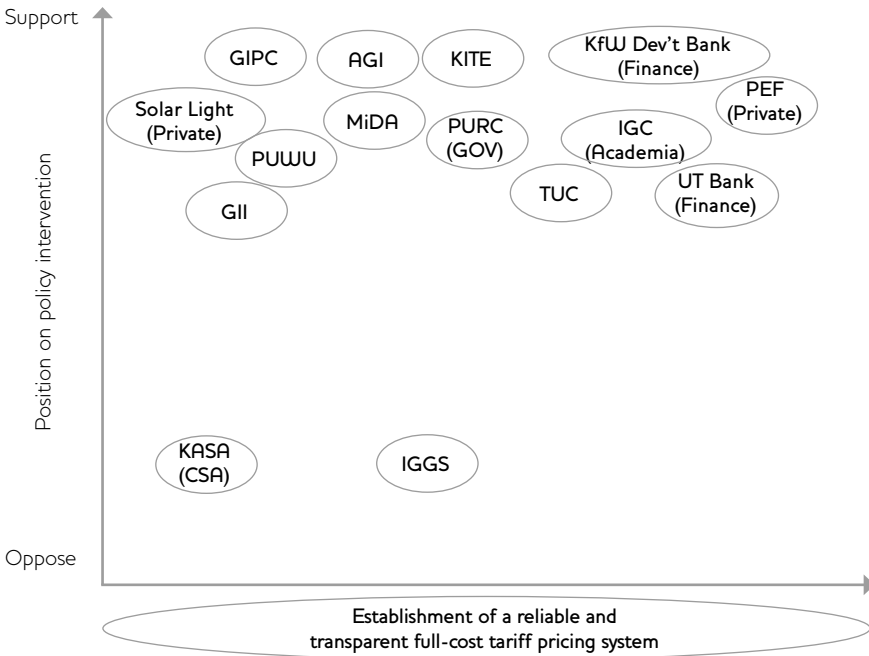 Support
GIPC
AGI
KITE
KfW Dev't Bank
(Finance)
PEF
(Private)
Solar Light
(Private)
MiDA
PURC
(GOV)
IGC
(Academia)
PUWU
TUC
UT Bank
(Finance)
GII
Position on policy intervention
KASA
(CSA)
IGGS
Oppose
Establishment of a reliable and
transparent full-cost tariff pricing system